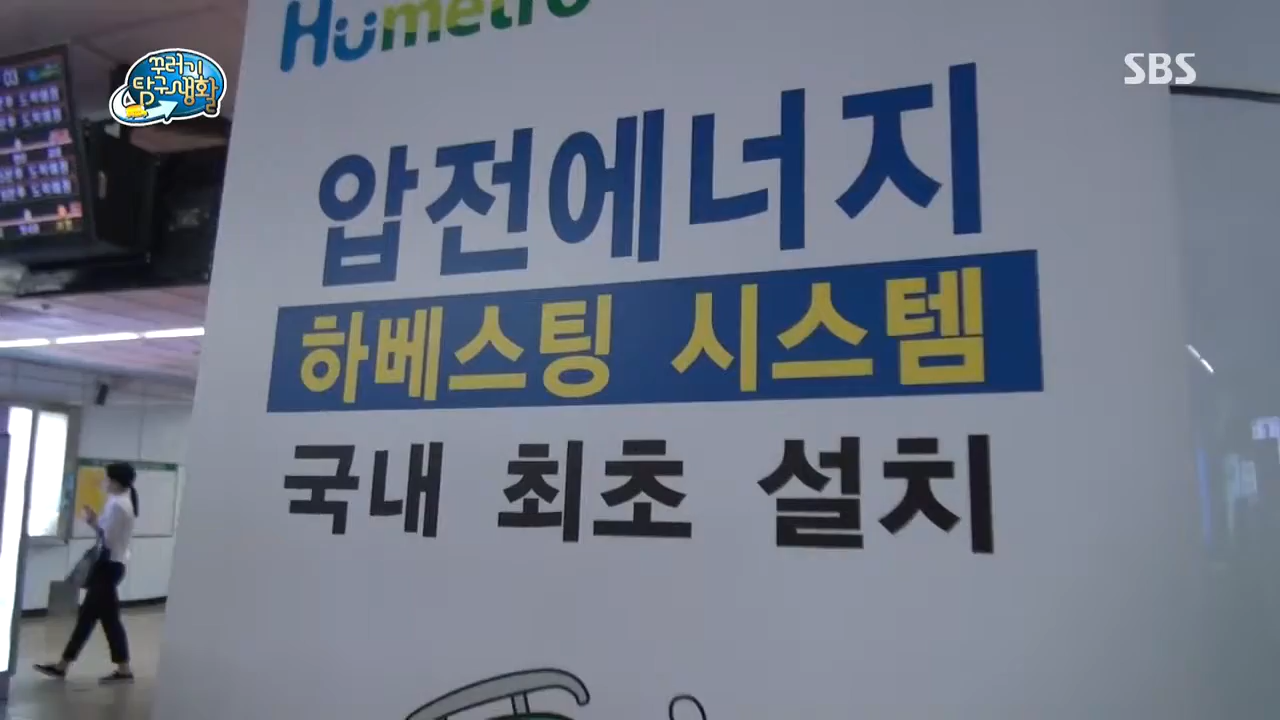 Humetro
꾸러기
탐구생활
SBS
압전에너지
하베스팅 시스템
국내 최초 설치